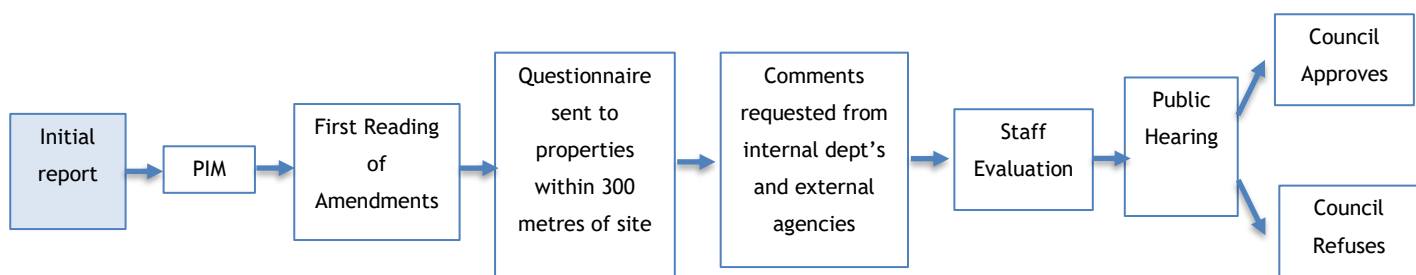 Initial
report
PIM
First Reading
of
Amendments
Questionnaire
sent to
properties
within 300
metres of site
Comments
requested from
internal dept’s
and external
agencies
Staff
Evaluation
Public
Hearing
Council
Approves
Council
Refuses